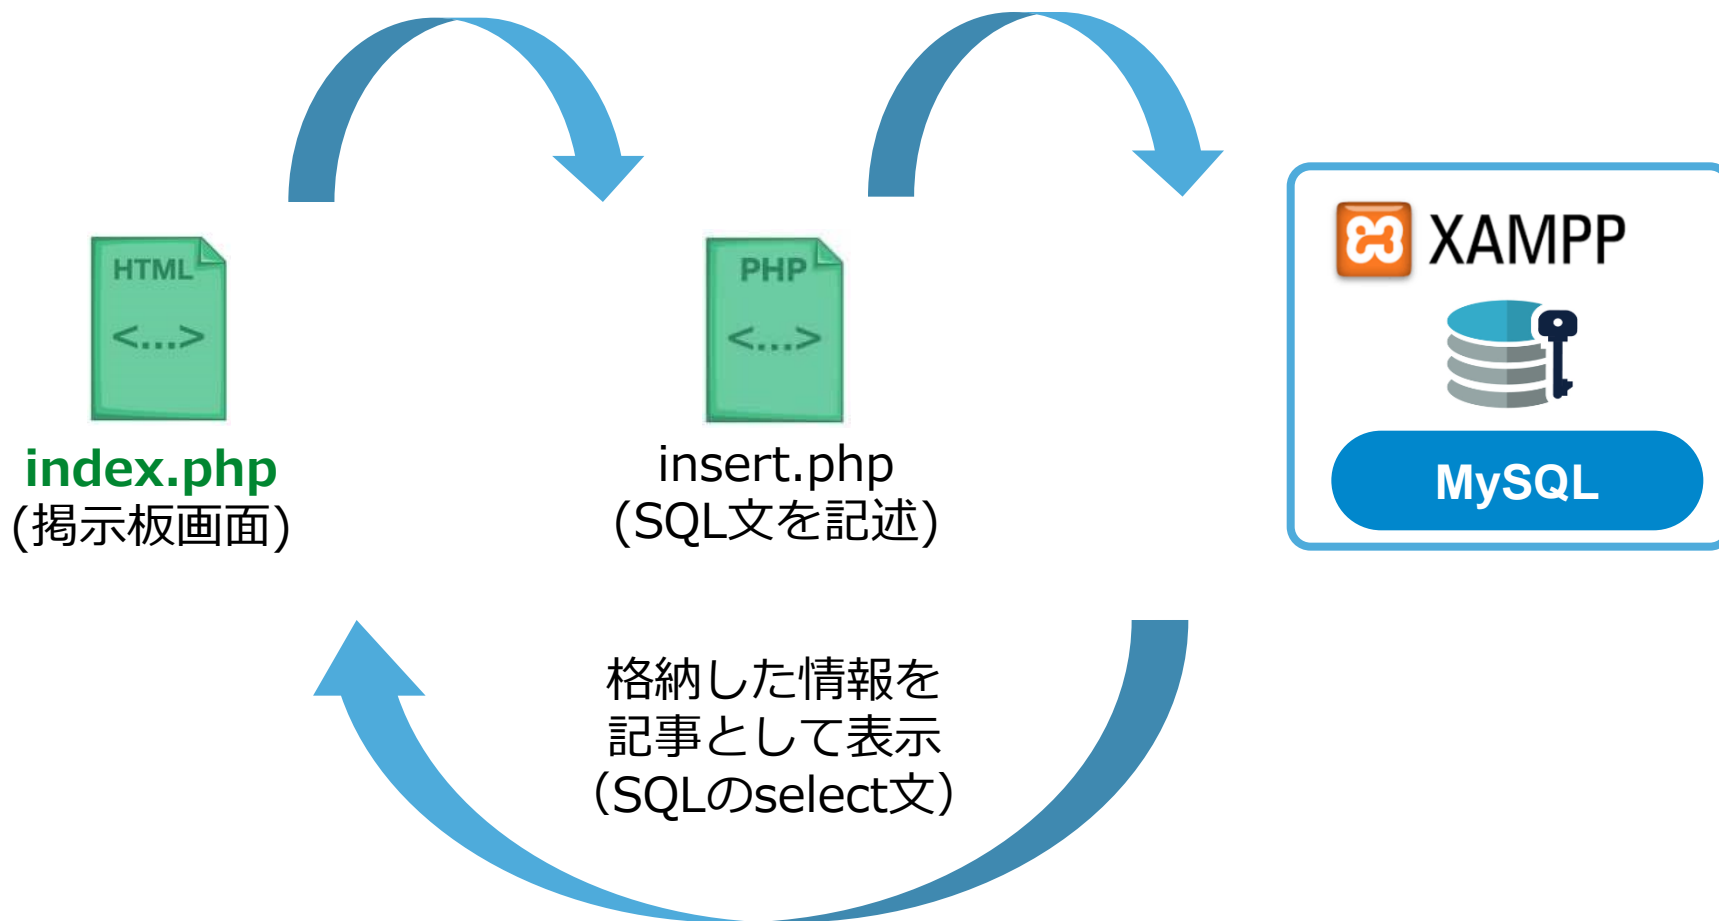 HTML
<...>
index.php
(掲示板画面)
PHP
<...>
insert.php
(SQL文を記述)
XAMPP
MySQL
格納した情報を
記事として表示
（SQLのselect文）